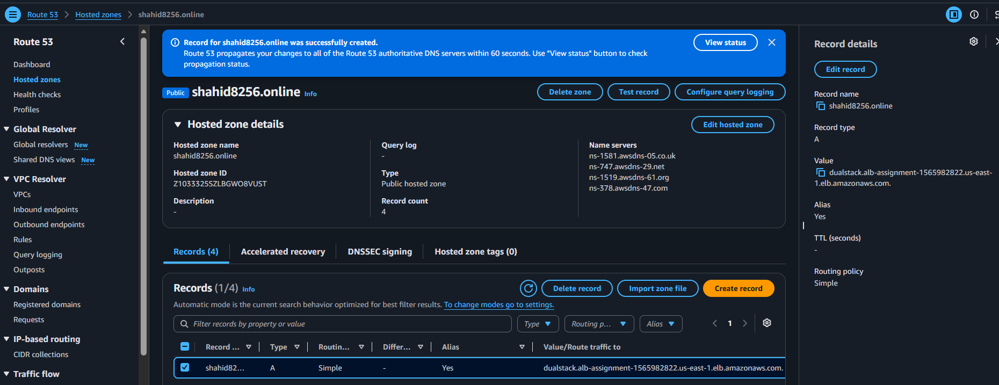 Route 53 > Hosted zones > shahid8256.online
Route 53
Dashboard
Hosted zones
Health checks
Profiles
Global Resolver
Global resolvers New
Shared DNS views New
VPC Resolver
VPCs
Inbound endpoints
Outbound endpoints
Rules
Query logging
Outposts
Domains
Registered domains
Requests
IP-based routing
CIDR collections
Traffic flow
Record for shahid8256.online was successfully created.
Route 53 propagates your changes to all of the Route 53 authoritative DNS servers within 60 seconds. Use "View status" button to check
propagation status.
View status
Public shahid8256.online Info
Delete zone
Test record
Configure query logging
Hosted zone details
Edit hosted zone
Hosted zone name
shahid8256.online
Hosted zone ID
Z1033325SZLBGWO8VUST
Description
-
Query log
-
Type
Public hosted zone
Record count
4
Name servers
ns-1581.awsdns-05.co.uk
ns-747.awsdns-29.net
ns-1519.awsdns-61.org
ns-378.awsdns-47.com
Records (4)
Accelerated recovery
DNSSEC signing
Hosted zone tags (0)
Records (1/4) Info
Delete record
Import zone file
Create record
Automatic mode is the current search behavior optimized for best filter results. To change modes go to settings.
Filter records by property or value
Type
Routing p...
Alias
1
Record ... Type Routin... Differ... Alias Value/Route traffic to
shahid82... A Simple - Yes dualstack.alb-assignment-1565982822.us-east-1.elb.amazonaws.com.
Record details
Edit record
Record name
shahid8256.online
Record type
A
Value
dualstack.alb-assignment-1565982822.us-east-
1.elb.amazonaws.com.
Alias
Yes
TTL (seconds)
-
Routing policy
Simple